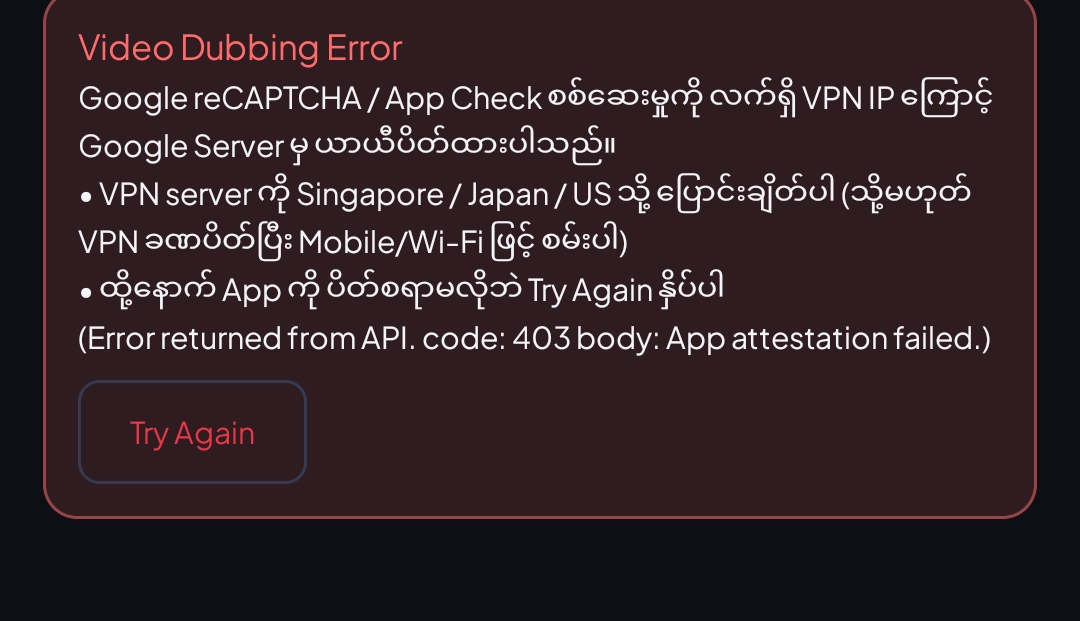 Video Dubbing Error
Google reCAPTCHA / App Check စစ်ဆေးမှုကို လက်ရှိ VPN IP ကြောင့်
Google Server မှ ယာယီပိတ်ထားပါသည်။
• VPN server ကို Singapore / Japan / US သို့ ပြောင်းချိတ်ပါ (သို့မဟုတ်
VPN ခဏပိတ်ပြီး Mobile/Wi-Fi ဖြင့် စမ်းပါ)
• ထို့နောက် App ကို ပိတ်စရာမလိုဘဲ Try Again နှိပ်ပါ
(Error returned from API. code: 403 body: App attestation failed.)
Try Again